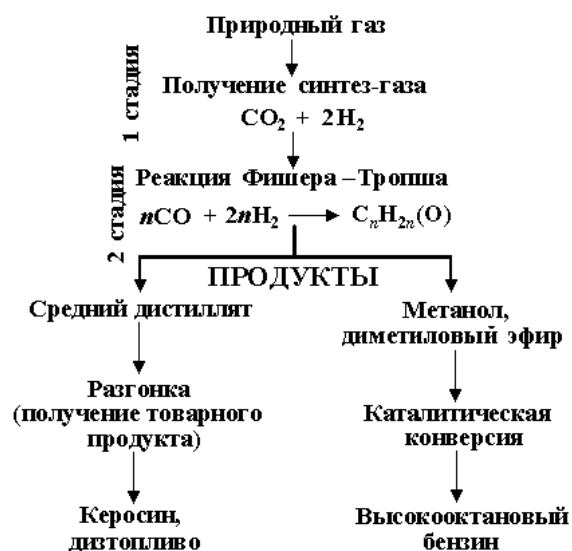 Природный газ
1 стадия
Получение синтез-газа
CO₂ + 2H₂
2 стадия
Реакция Фишера – Тропша
nCO + 2nH₂ → CₙH₂ₙ(O)
ПРОДУКТЫ
Средний дистиллят
Разгонка
(получение товарного
продукта)
Керосин,
дизтопливо
Метанол,
диметиловый эфир
Каталитическая
конверсия
Высокооктановый
бензин